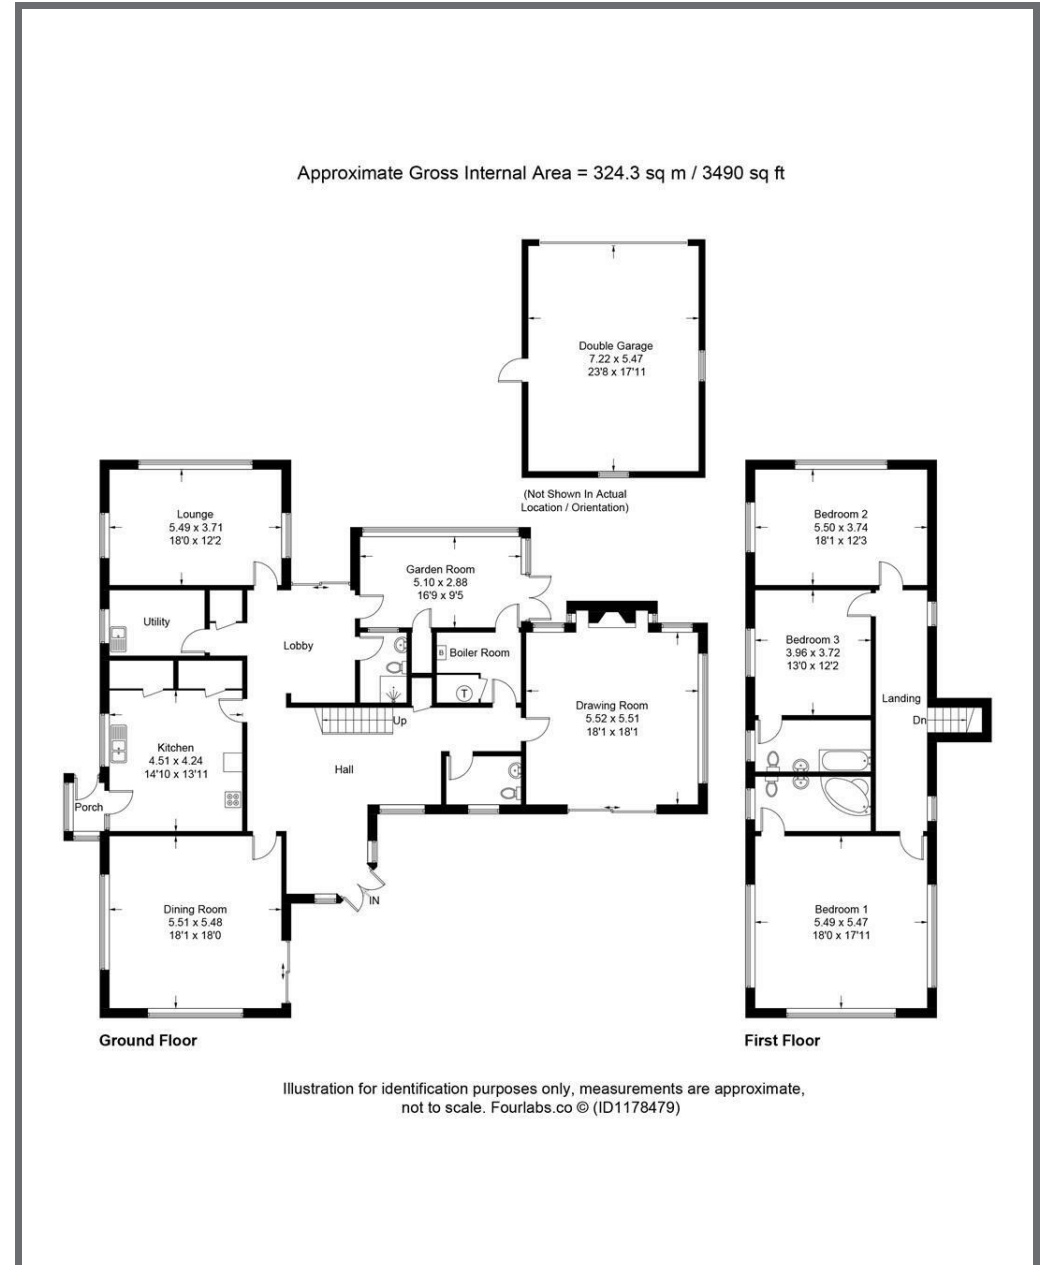 Approximate Gross Internal Area = 324.3 sq m / 3490 sq ft
Double Garage
7.22 x 5.47
23'8 x 17'11
(Not Shown In Actual
Location / Orientation)
Lounge
5.49 x 3.71
18'0 x 12'2
Garden Room
5.10 x 2.88
16'9 x 9'5
Utility
Lobby
Boiler Room
B
T
Drawing Room
5.52 x 5.51
18'1 x 18'1
Up
Kitchen
4.51 x 4.24
14'10 x 13'11
Hall
Porch
IN
Dining Room
5.51 x 5.48
18'1 x 18'0
Ground Floor
Bedroom 2
5.50 x 3.74
18'1 x 12'3
Bedroom 3
3.96 x 3.72
13'0 x 12'2
Landing
Dn
Bedroom 1
5.49 x 5.47
18'0 x 17'11
First Floor
Illustration for identification purposes only, measurements are approximate,
not to scale. Fourlabs.co © (ID1178479)